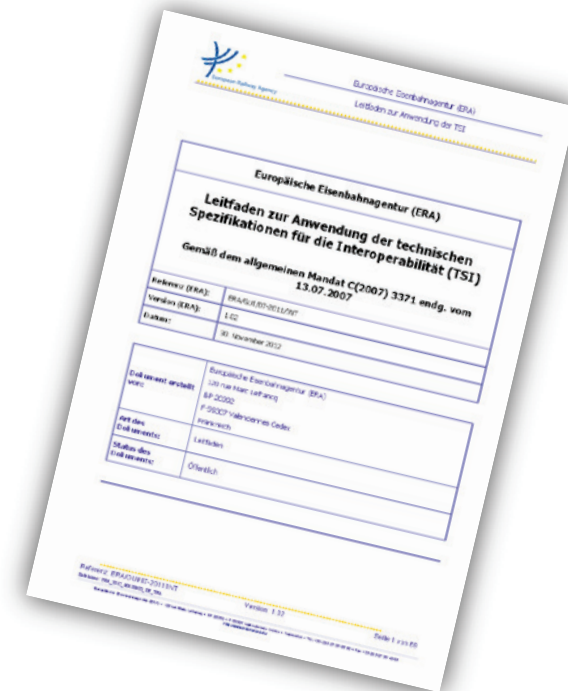 European Railway Agency
Europäische Eisenbahnagentur (ERA)
Leitfaden zur Anwendung der TSI
Europäische Eisenbahnagentur (ERA)
Leitfaden zur Anwendung der technischen
Spezifikationen für die Interoperabilität (TSI)
Gemäß dem allgemeinen Mandat C(2007) 3371 endg. vom
13.07.2007
Referenz (ERA):
Version (ERA):
1.02
Datum:
30. November 2012
Dokument erstellt
von:
Europäische Eisenbahnagentur (ERA)
120 rue Marc Lefrancq
BP 20392
F-59307 Valenciennes Cedex
Frankreich
Art des
Dokuments:
Leitfaden
Status des
Dokuments:
Öffentlich
Version 1.02